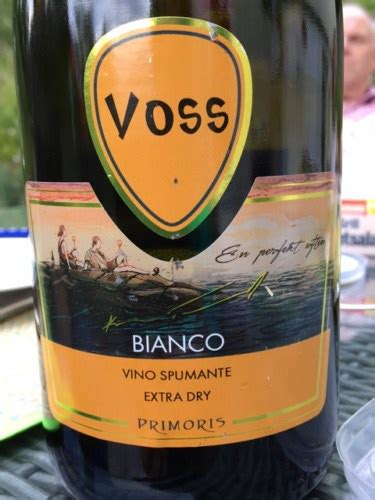 VOSS
En perfekt aften
BIANCO
VINO SPUMANTE
EXTRA DRY
PRIMORIS